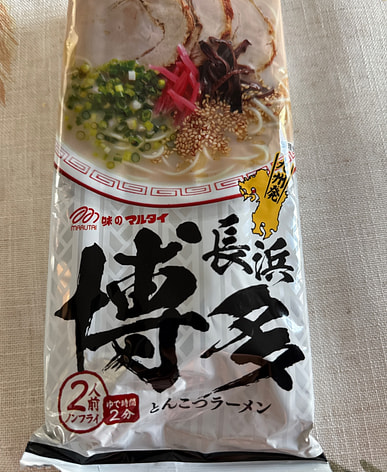 九州発
味のマルタイ
MARUTAI
長浜
博多
2人前
ノンフライ
ゆで時間
2分
とんこつラーメン